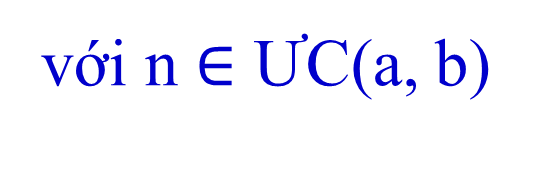 với n ∈ ƯC(a, b)